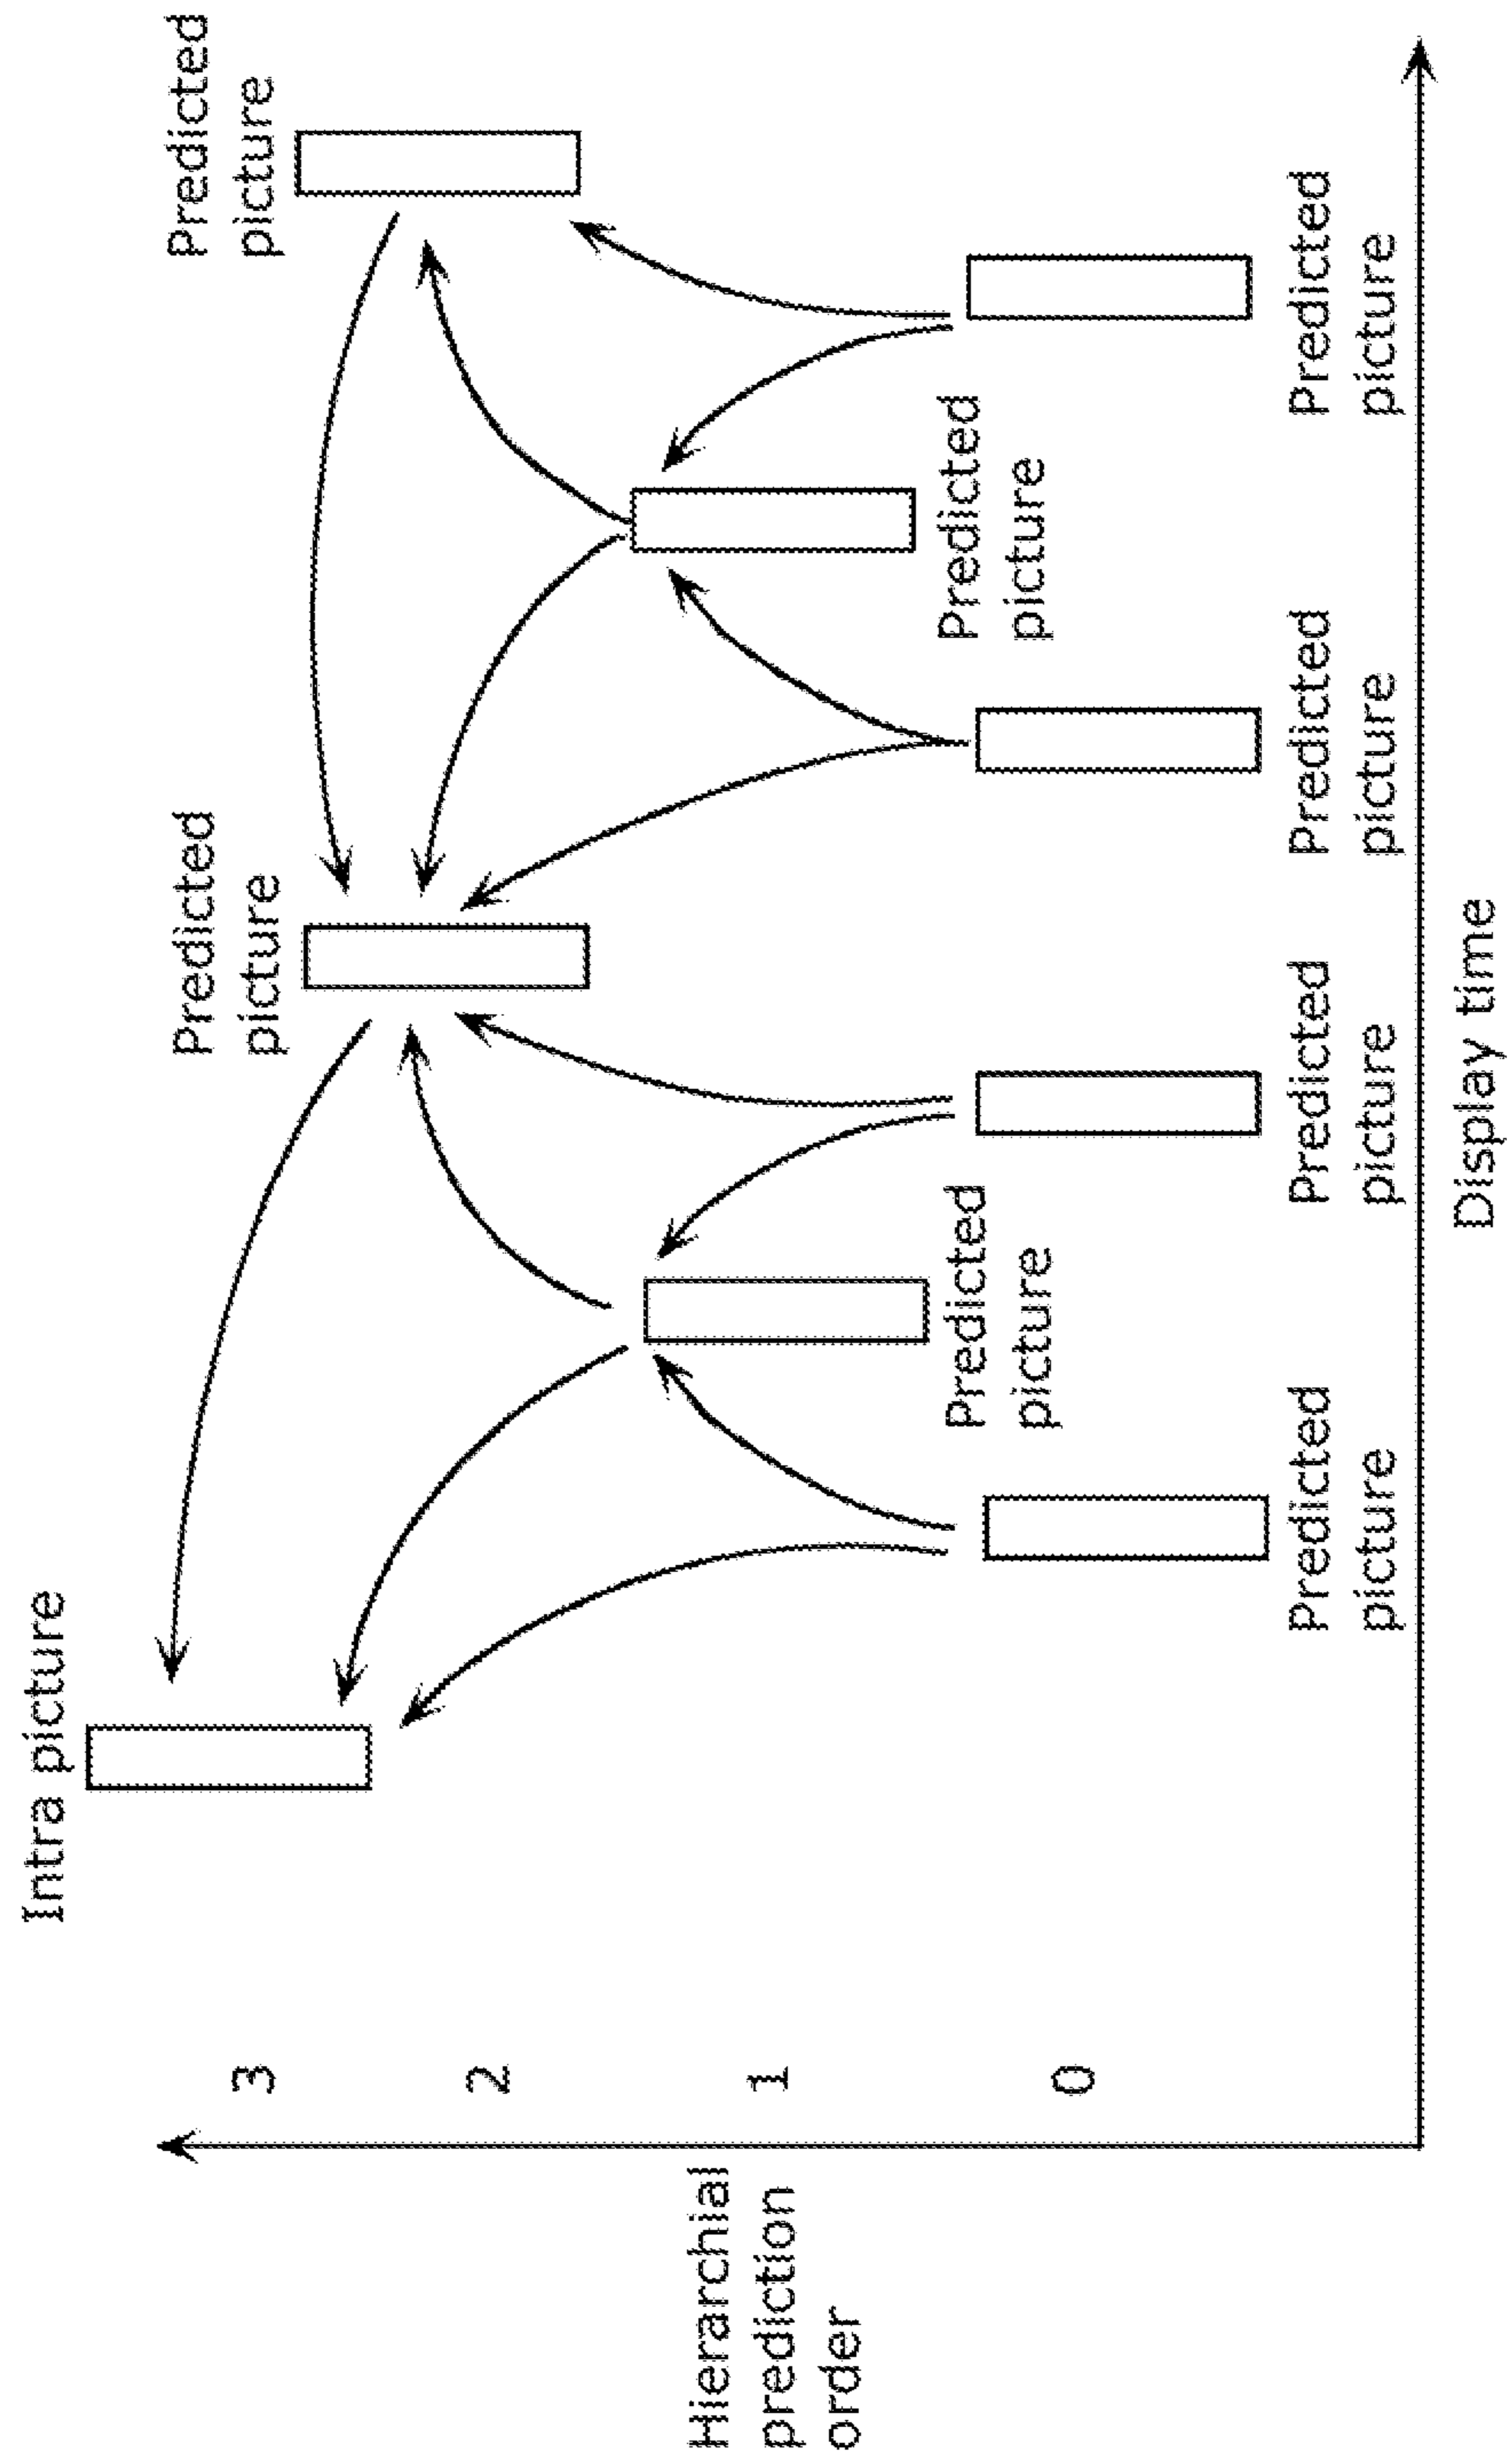 Intra picture
Predicted
picture
Predicted
picture
3
2
1
0
Hierarchial
prediction
order
Predicted
picture
Predicted
picture
Predicted
picture
Predicted
picture
Predicted
picture
Predicted
picture
Display time